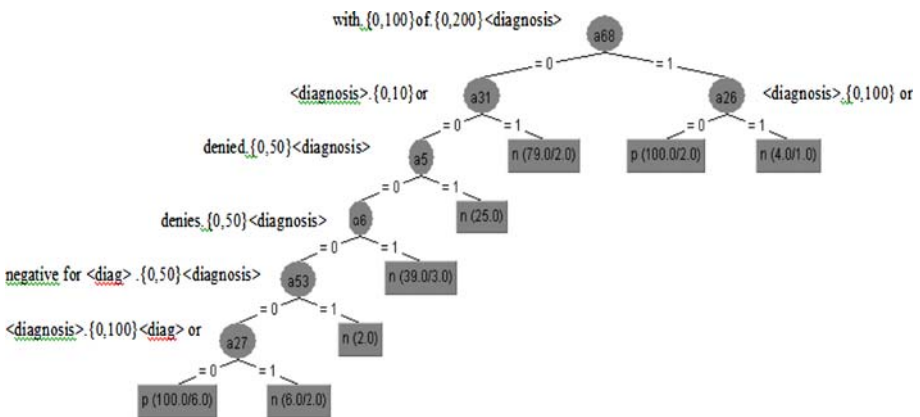 with.{0,100}of.{0,200}<diagnosis>
a68
= 0
= 1
<diagnosis>.{0,10}or
a31
a26
<diagnosis>.{0,100} or
= 0
= 1
= 0
= 1
denied.{0,50}<diagnosis>
a5
n (79.0/2.0)
p (100.0/2.0)
n (4.0/1.0)
= 0
= 1
denies.{0,50}<diagnosis>
a6
n (25.0)
= 0
= 1
negative for <diag> .{0,50}<diagnosis>
a53
n (39.0/3.0)
= 0
= 1
<diagnosis>.{0,100}<diag> or
a27
n (2.0)
= 0
= 1
p (100.0/6.0)
n (6.0/2.0)